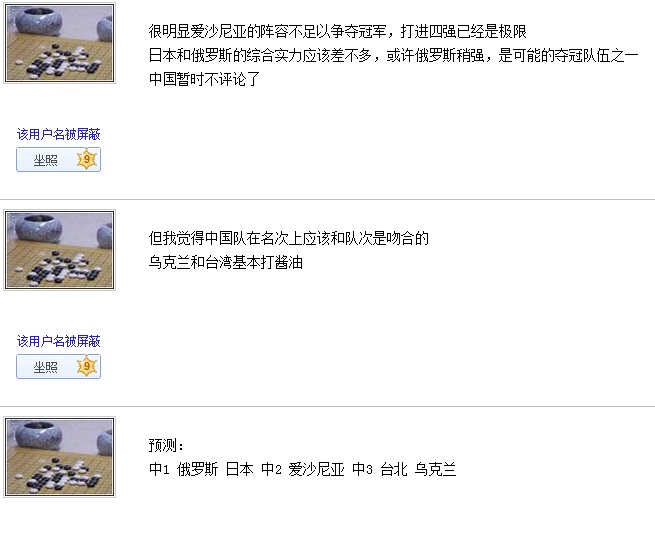 很明显爱沙尼亚的阵容不足以争夺冠军，打进四强已经是极限
日本和俄罗斯的综合实力应该差不多，或许俄罗斯稍强，是可能的夺冠队伍之一
中国暂时不评论了
该用户名被屏蔽
坐照 9
但我觉得中国队在名次上应该和队次是吻合的
乌克兰和台湾基本打酱油
该用户名被屏蔽
坐照 9
预测：
中1 俄罗斯 日本 中2 爱沙尼亚 中3 台北 乌克兰